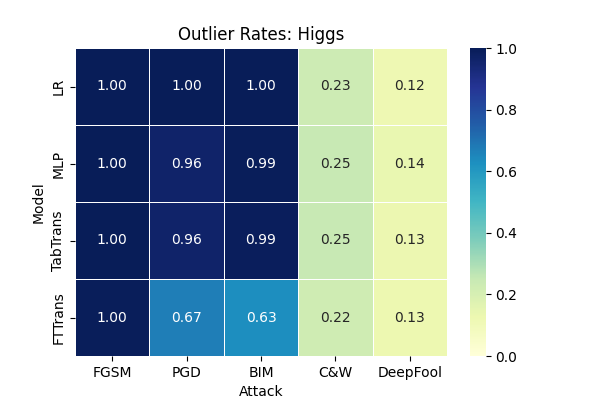 Outlier Rates: Higgs
LR 1.00 1.00 1.00 0.23 0.12
MLP 1.00 0.96 0.99 0.25 0.14
TabTrans 1.00 0.96 0.99 0.25 0.13
FTTrans 1.00 0.67 0.63 0.22 0.13
Model
FGSM PGD BIM C&W DeepFool
Attack
1.0
0.8
0.6
0.4
0.2
0.0